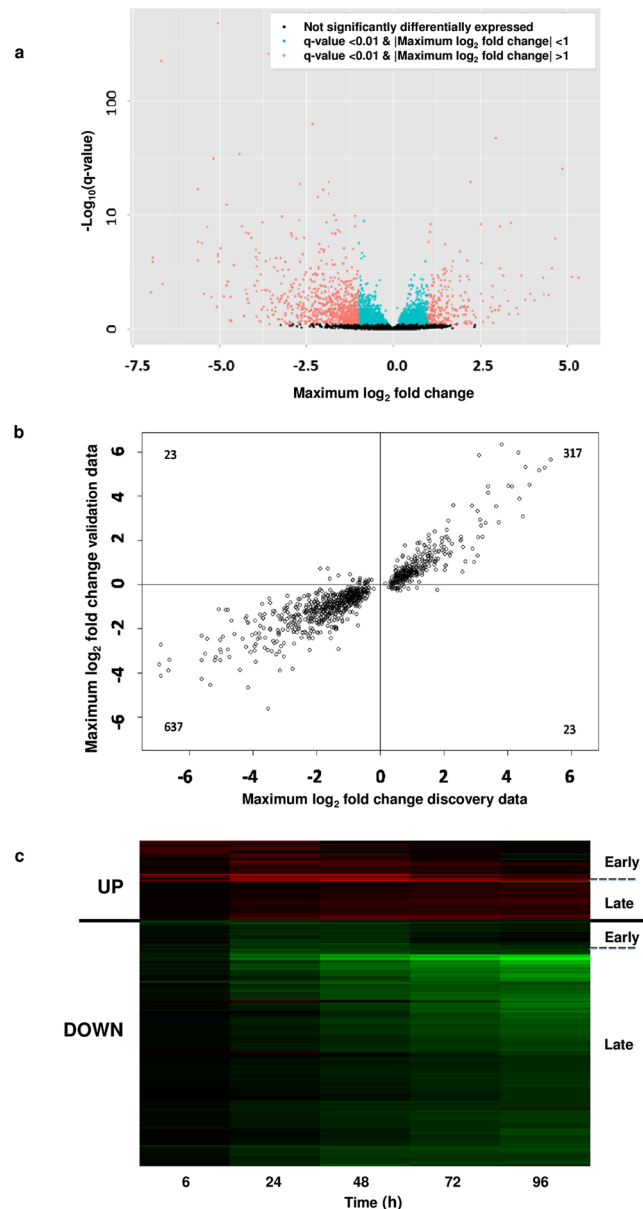 a
Not significantly differentially expressed
q-value <0.01 & |Maximum log2 fold change| <1
q-value <0.01 & |Maximum log2 fold change| >1
-Log10(q-value)
100
10
0
-7.5
-5.0
-2.5
0.0
2.5
5.0
Maximum log2 fold change
b
Maximum log2 fold change validation data
23
317
6
4
2
0
-2
-4
-6
637
23
-6
-4
-2
0
2
4
6
Maximum log2 fold change discovery data
c
UP
Early
Late
DOWN
Early
Late
6
24
48
72
96
Time (h)